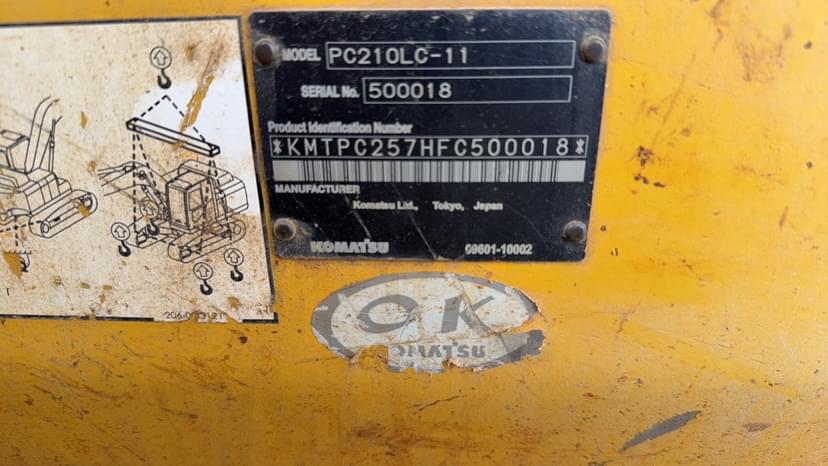 MODEL PC210LC-11
SERIAL No. 500018
Product Identification Number
*KMTPC257HFC500018*
MANUFACTURER
Komatsu Ltd., Tokyo, Japan
KOMATSU 09601-10002
OK
OMATSU